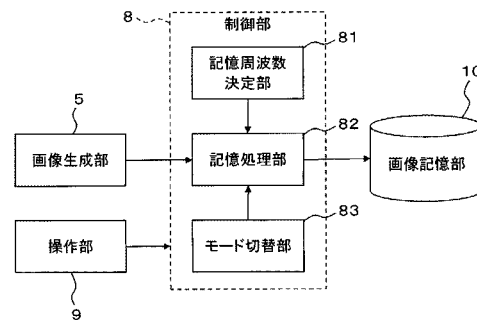 8
制御部
81
記憶周波数
決定部
10
5
82
画像生成部
記憶処理部
画像記憶部
83
操作部
モード切替部
9